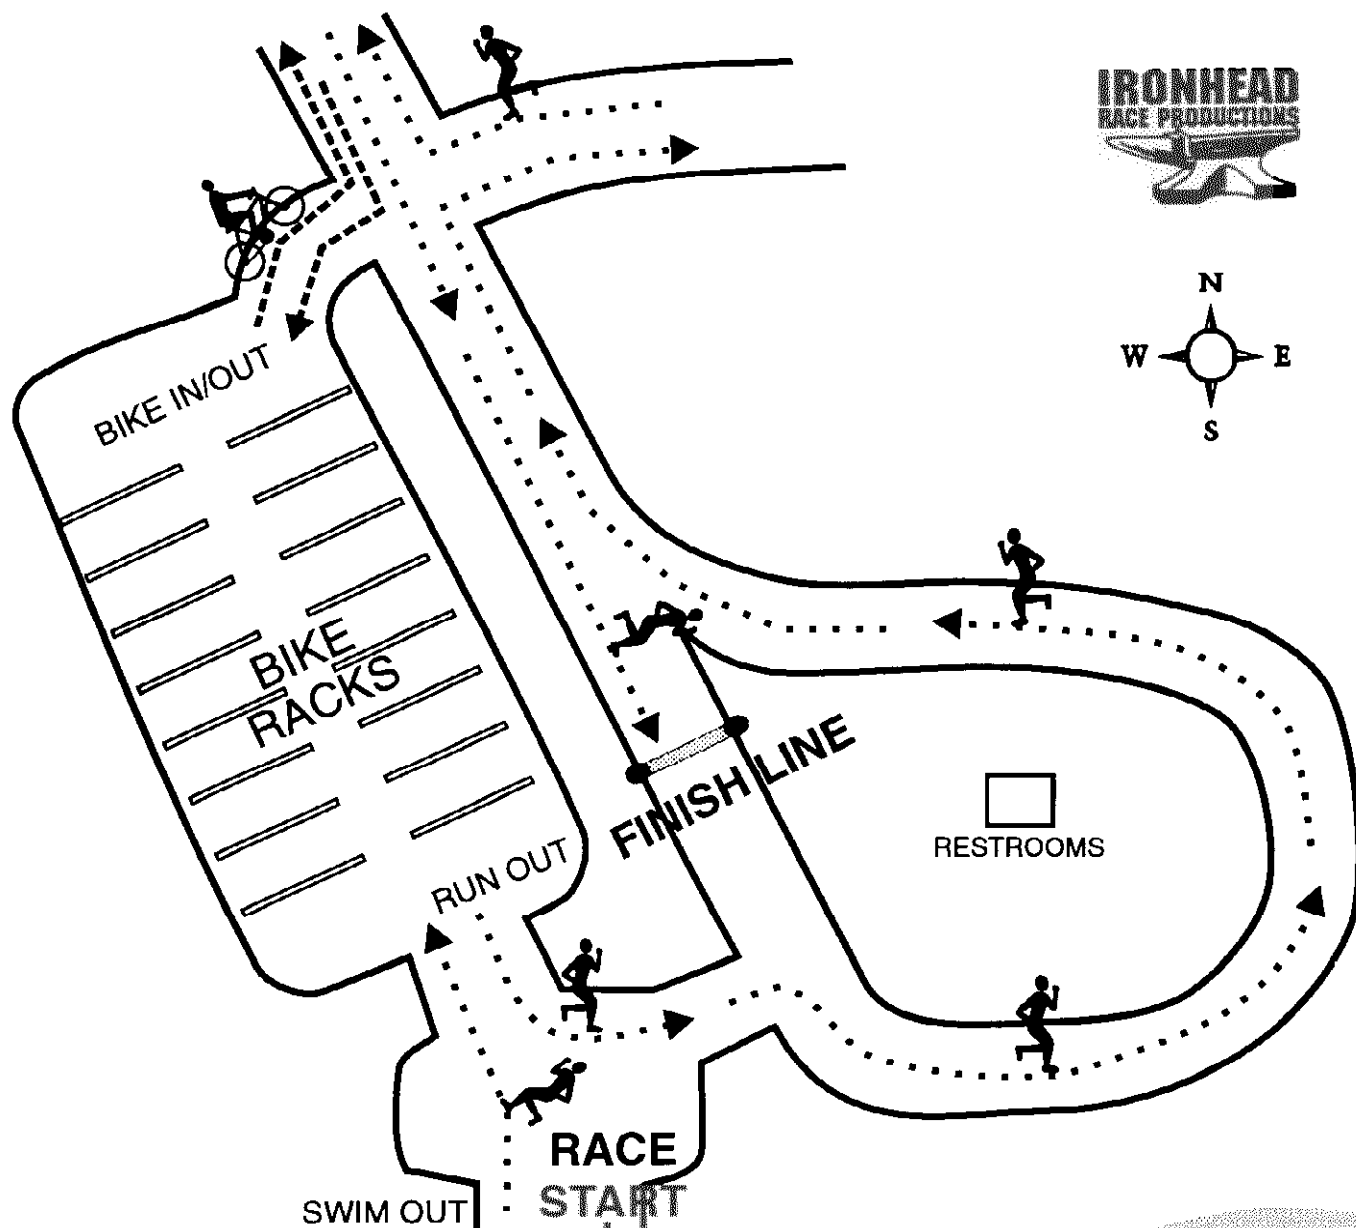 IRONHEAD
RACE PRODUCTIONS
N
W E
S
BIKE IN/OUT
BIKE
RACKS
FINISH LINE
RESTROOMS
RUN OUT
RACE
START
SWIM OUT